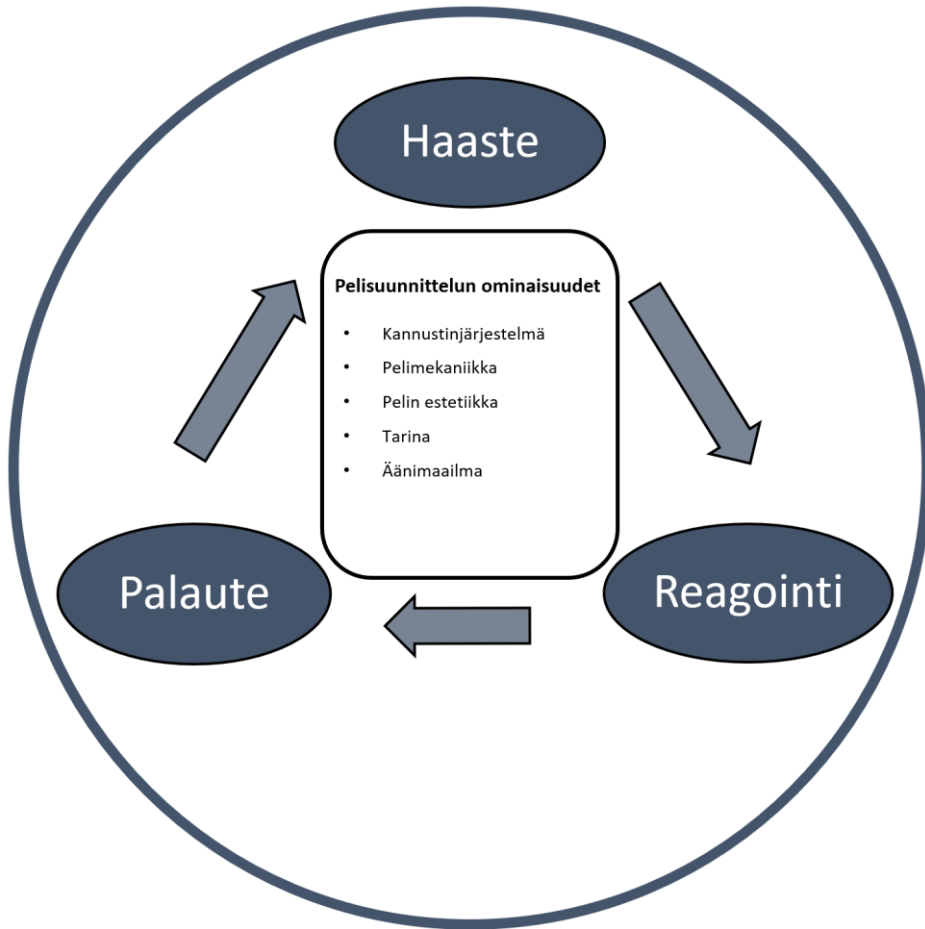 Haaste
Pelisuunnittelun ominaisuudet
• Kannustinjärjestelmä
• Pelimekaniikka
• Pelin estetiikka
• Tarina
• Äänimaailma
Palaute
Reagointi